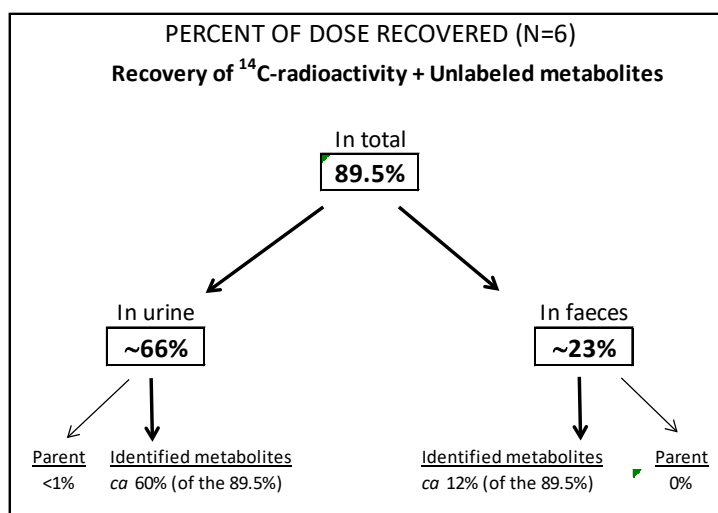 PERCENT OF DOSE RECOVERED (N=6)
Recovery of ¹⁴C-radioactivity + Unlabeled metabolites
In total
89.5%
In urine
~66%
In faeces
~23%
Parent
<1%
Identified metabolites
ca 60% (of the 89.5%)
Identified metabolites
ca 12% (of the 89.5%)
Parent
0%